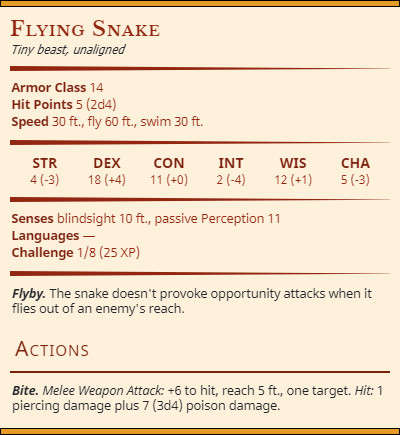 Flying Snake
Tiny beast, unaligned
Armor Class 14
Hit Points 5 (2d4)
Speed 30 ft., fly 60 ft., swim 30 ft.
STR DEX CON INT WIS CHA
4 (-3) 18 (+4) 11 (+0) 2 (-4) 12 (+1) 5 (-3)
Senses blindsight 10 ft., passive Perception 11
Languages —
Challenge 1/8 (25 XP)
Flyby. The snake doesn't provoke opportunity attacks when it
flies out of an enemy's reach.
Actions
Bite. Melee Weapon Attack: +6 to hit, reach 5 ft., one target. Hit: 1
piercing damage plus 7 (3d4) poison damage.